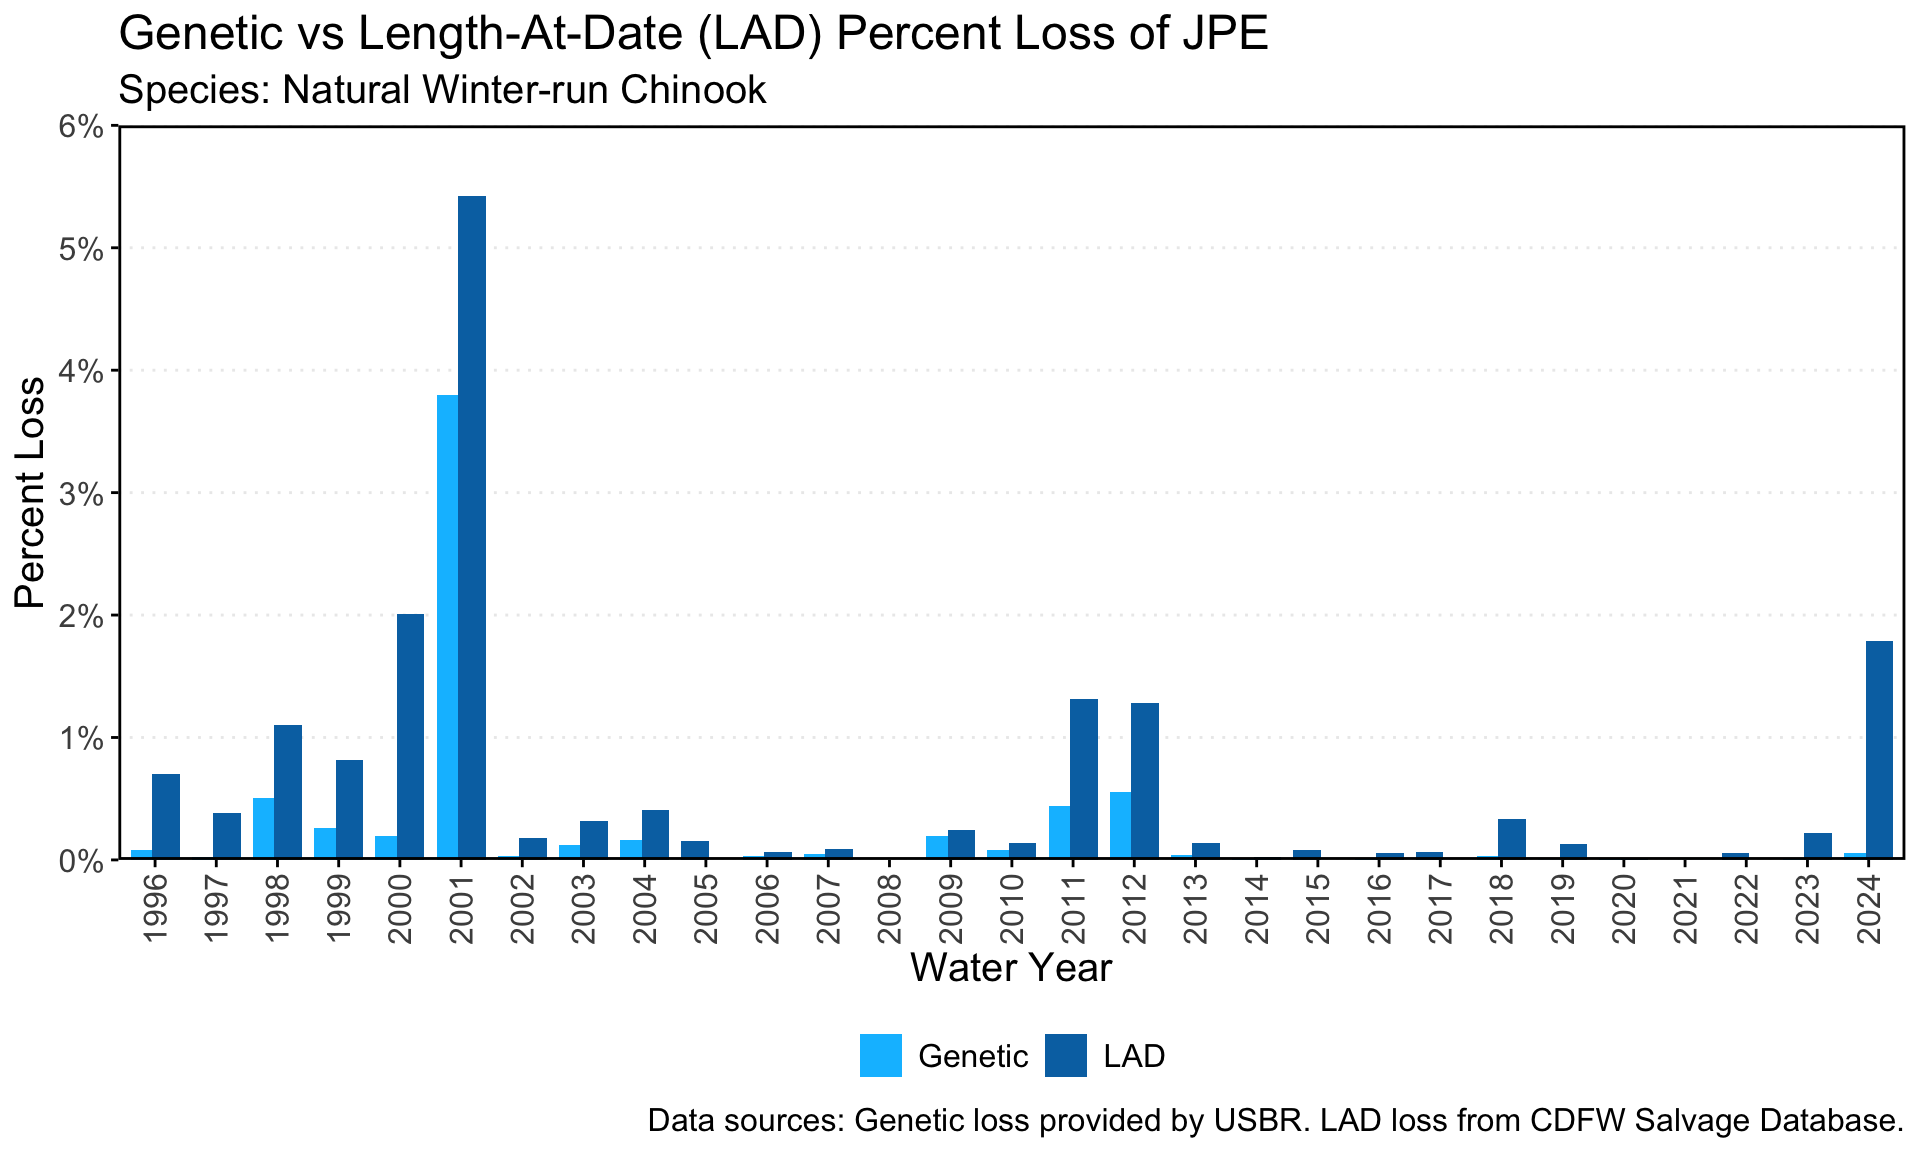 Genetic vs Length-At-Date (LAD) Percent Loss of JPE
Species: Natural Winter-run Chinook
6%
5%
4%
3%
2%
1%
0%
Percent Loss
1996 1997 1998 1999 2000 2001 2002 2003 2004 2005 2006 2007 2008 2009 2010 2011 2012 2013 2014 2015 2016 2017 2018 2019 2020 2021 2022 2023 2024
Water Year
Genetic LAD
Data sources: Genetic loss provided by USBR. LAD loss from CDFW Salvage Database.